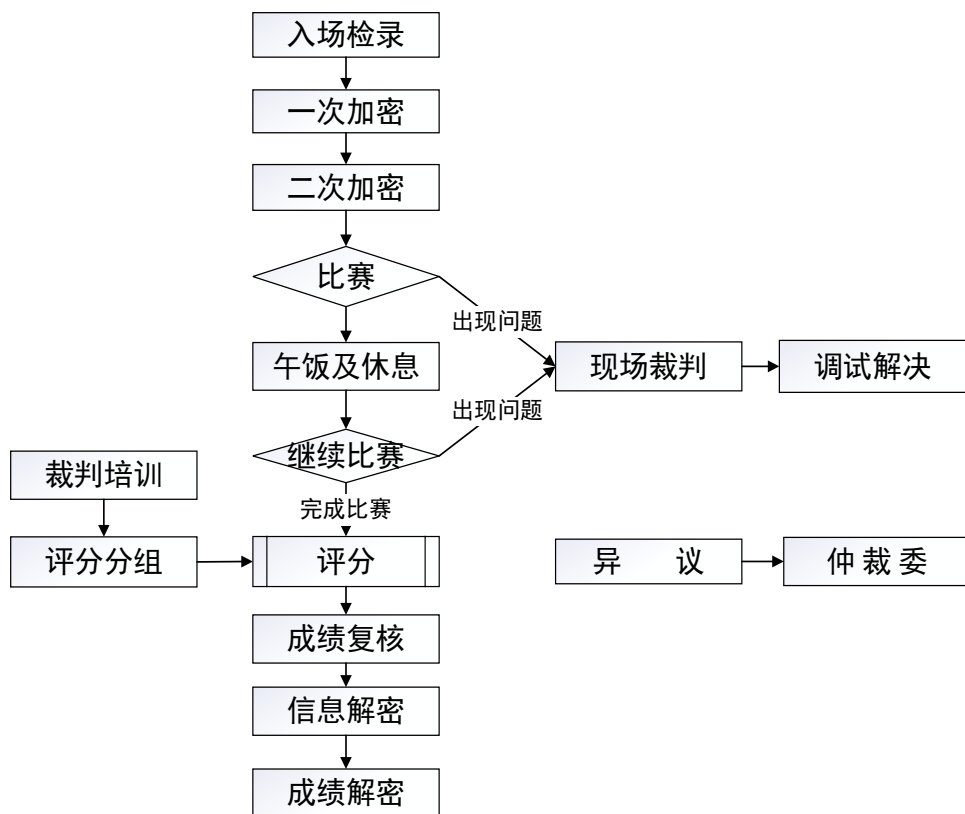 入场检录
一次加密
二次加密
比赛
出现问题
午饭及休息
现场裁判
调试解决
出现问题
继续比赛
裁判培训
完成比赛
评分分组
评分
异 议
仲 裁 委
成绩复核
信息解密
成绩解密